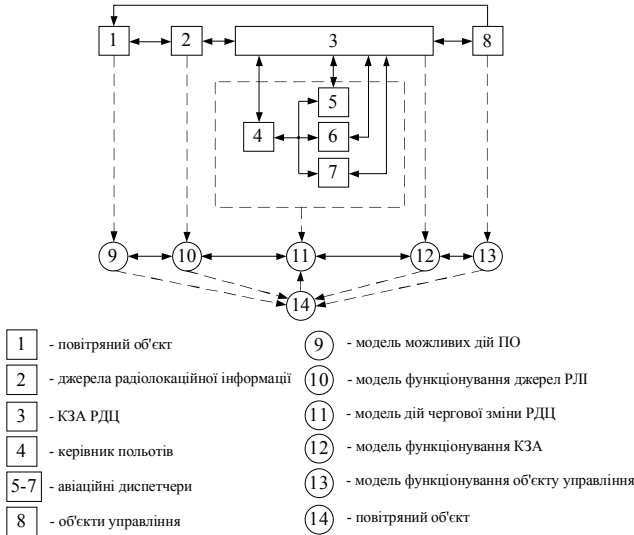 1 2 3 8
5
4 6
7
9 10 11 12 13
14
1 - повітряний об'єкт
2 - джерела радіолокаційної інформації
3 - КЗА РДЦ
4 - керівник польотів
5-7 - авіаційні диспетчери
8 - об'єкти управління
9 - модель можливих дій ПО
10 - модель функціонування джерел РЛІ
11 - модель дій чергової зміни РДЦ
12 - модель функціонування КЗА
13 - модель функціонування об'єкту управління
14 - повітряний об'єкт